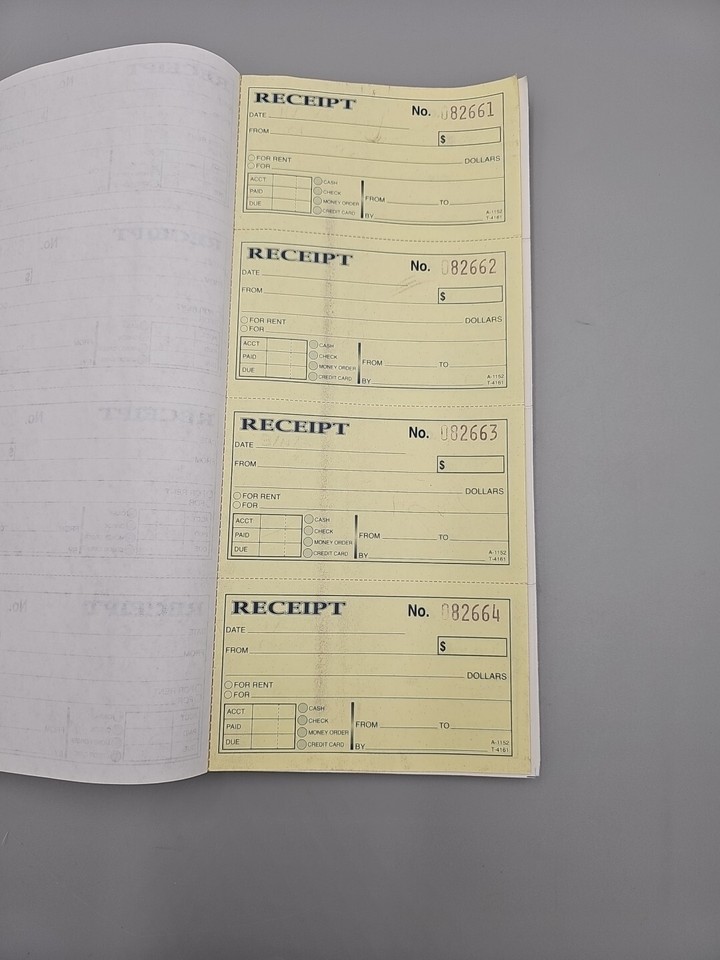 RECEIPT No. 082661
DATE
FROM $
DOLLARS
FOR RENT
FOR
ACCT CASH
PAID CHECK FROM TO
MONEY ORDER
DUE CREDIT CARD BY A-1152
T-4161
RECEIPT No. 082662
DATE
FROM $
DOLLARS
FOR RENT
FOR
ACCT CASH
PAID CHECK FROM TO
MONEY ORDER
DUE CREDIT CARD BY A-1152
T-4161
RECEIPT No. 082663
DATE
FROM $
DOLLARS
FOR RENT
FOR
ACCT CASH
PAID CHECK FROM TO
MONEY ORDER
DUE CREDIT CARD BY A-1152
T-4161
RECEIPT No. 082664
DATE
FROM $
DOLLARS
FOR RENT
FOR
ACCT CASH
PAID CHECK FROM TO
MONEY ORDER
DUE CREDIT CARD BY A-1152
T-4161